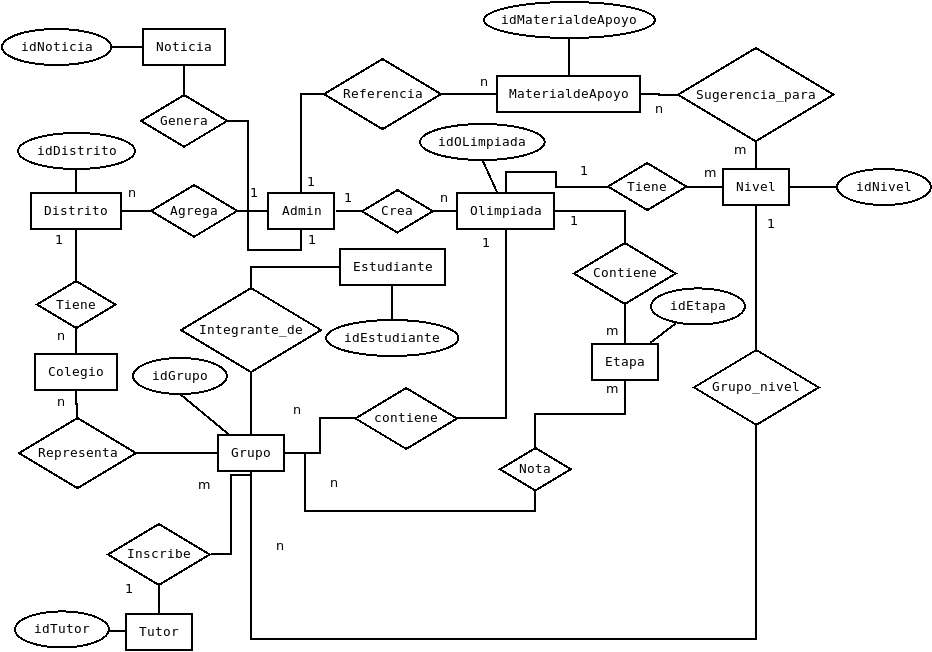 idMaterialdeApoyo
idNoticia
Noticia
n
Referencia
MaterialdeApoyo
Sugerencia_para
n
Genera
idOLimpiada
idDistrito
m
1
m
1
1
n
1
n
Tiene
Nivel
idNivel
Distrito
Agrega
Admin
Crea
Olimpiada
1
1
1
1
1
Estudiante
Contiene
Tiene
idEtapa
Integrante_de
m
n
idEstudiante
Etapa
Colegio
idGrupo
m
Grupo_nivel
n
n
contiene
Representa
Grupo
Nota
m
n
n
Inscribe
1
idTutor
Tutor